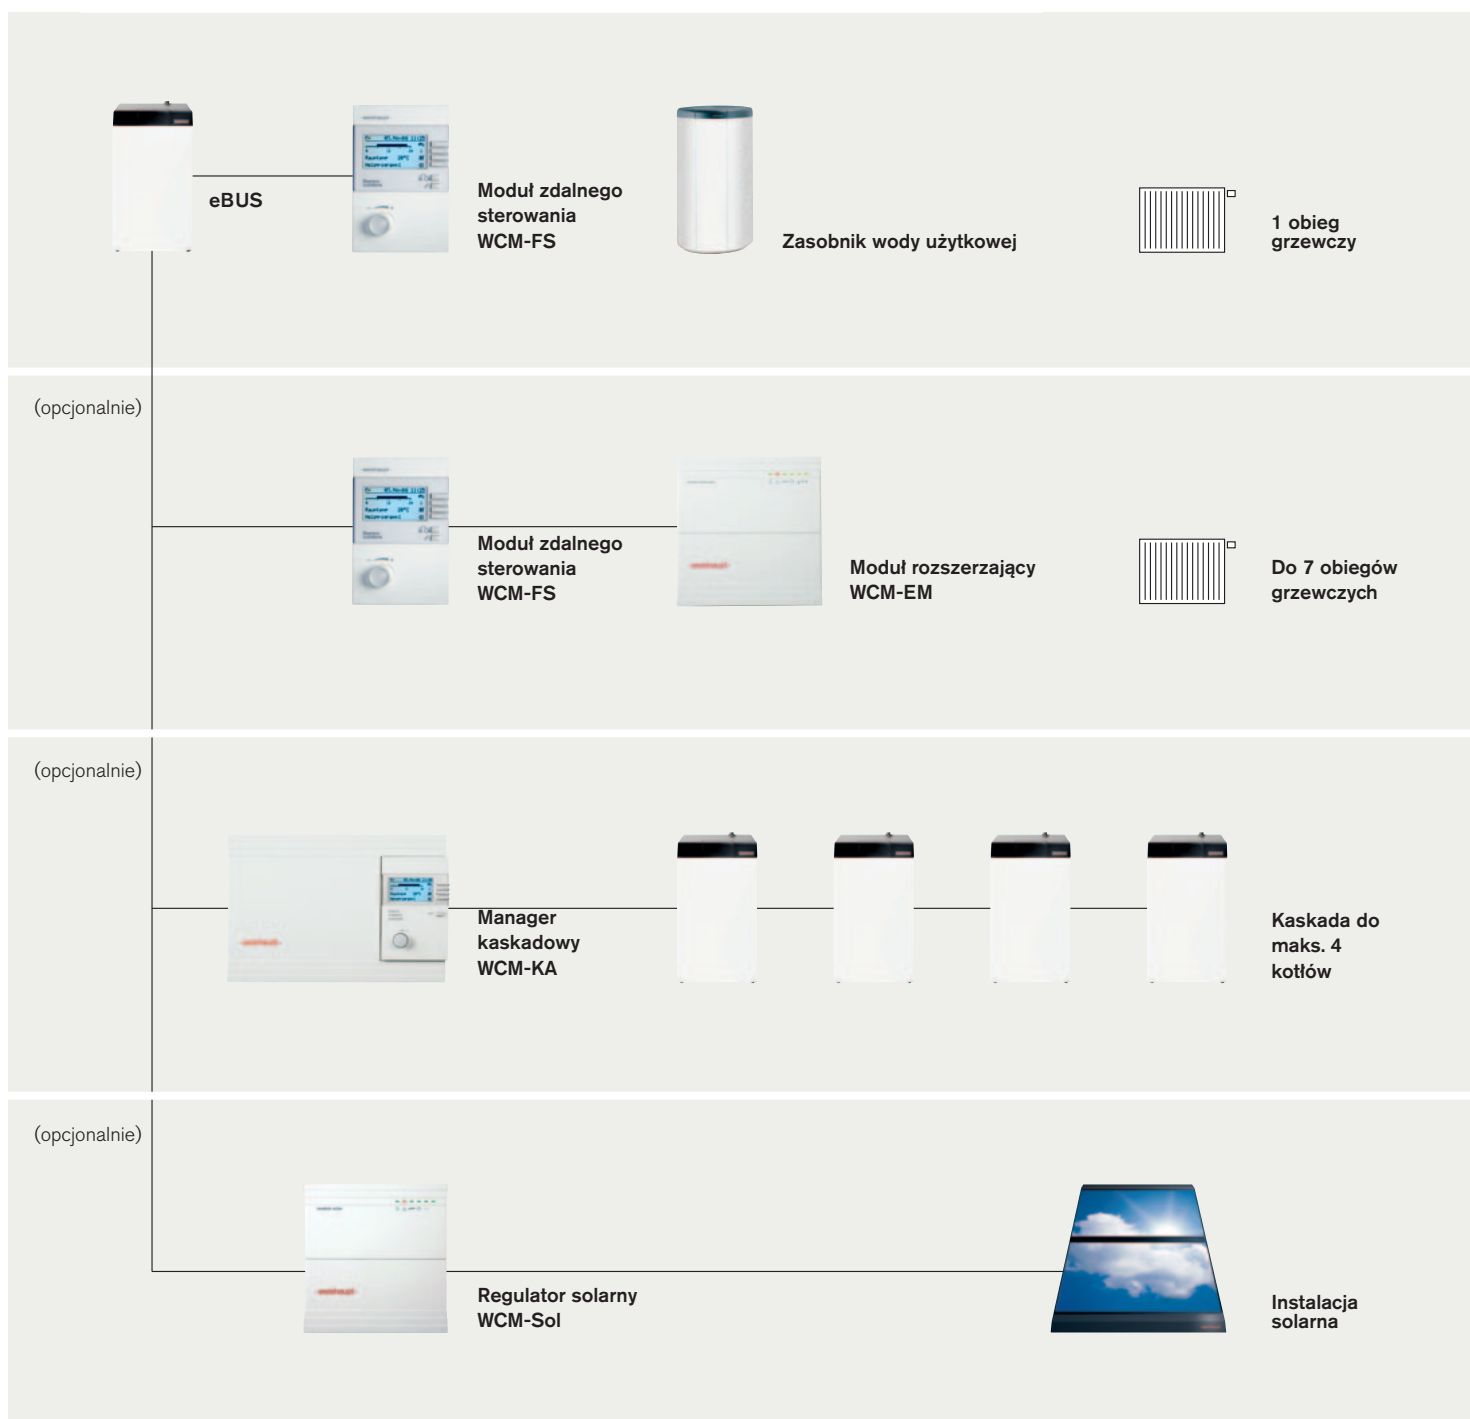 eBUS
Moduł zdalnego
sterowania
WCM-FS
Zasobnik wody użytkowej
1 obieg
grzewczy
(opcjonalnie)
Moduł zdalnego
sterowania
WCM-FS
Moduł rozszerzający
WCM-EM
Do 7 obiegów
grzewczych
(opcjonalnie)
Manager
kaskadowy
WCM-KA
Kaskada do
maks. 4
kotłów
(opcjonalnie)
Regulator solarny
WCM-Sol
Instalacja
solarna